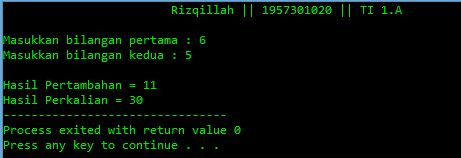 Rizqillah || 1957301020 || TI 1.A
Masukkan bilangan pertama : 6
Masukkan bilangan kedua : 5
Hasil Pertambahan = 11
Hasil Perkalian = 30
--------------------------------
Process exited with return value 0
Press any key to continue . . .